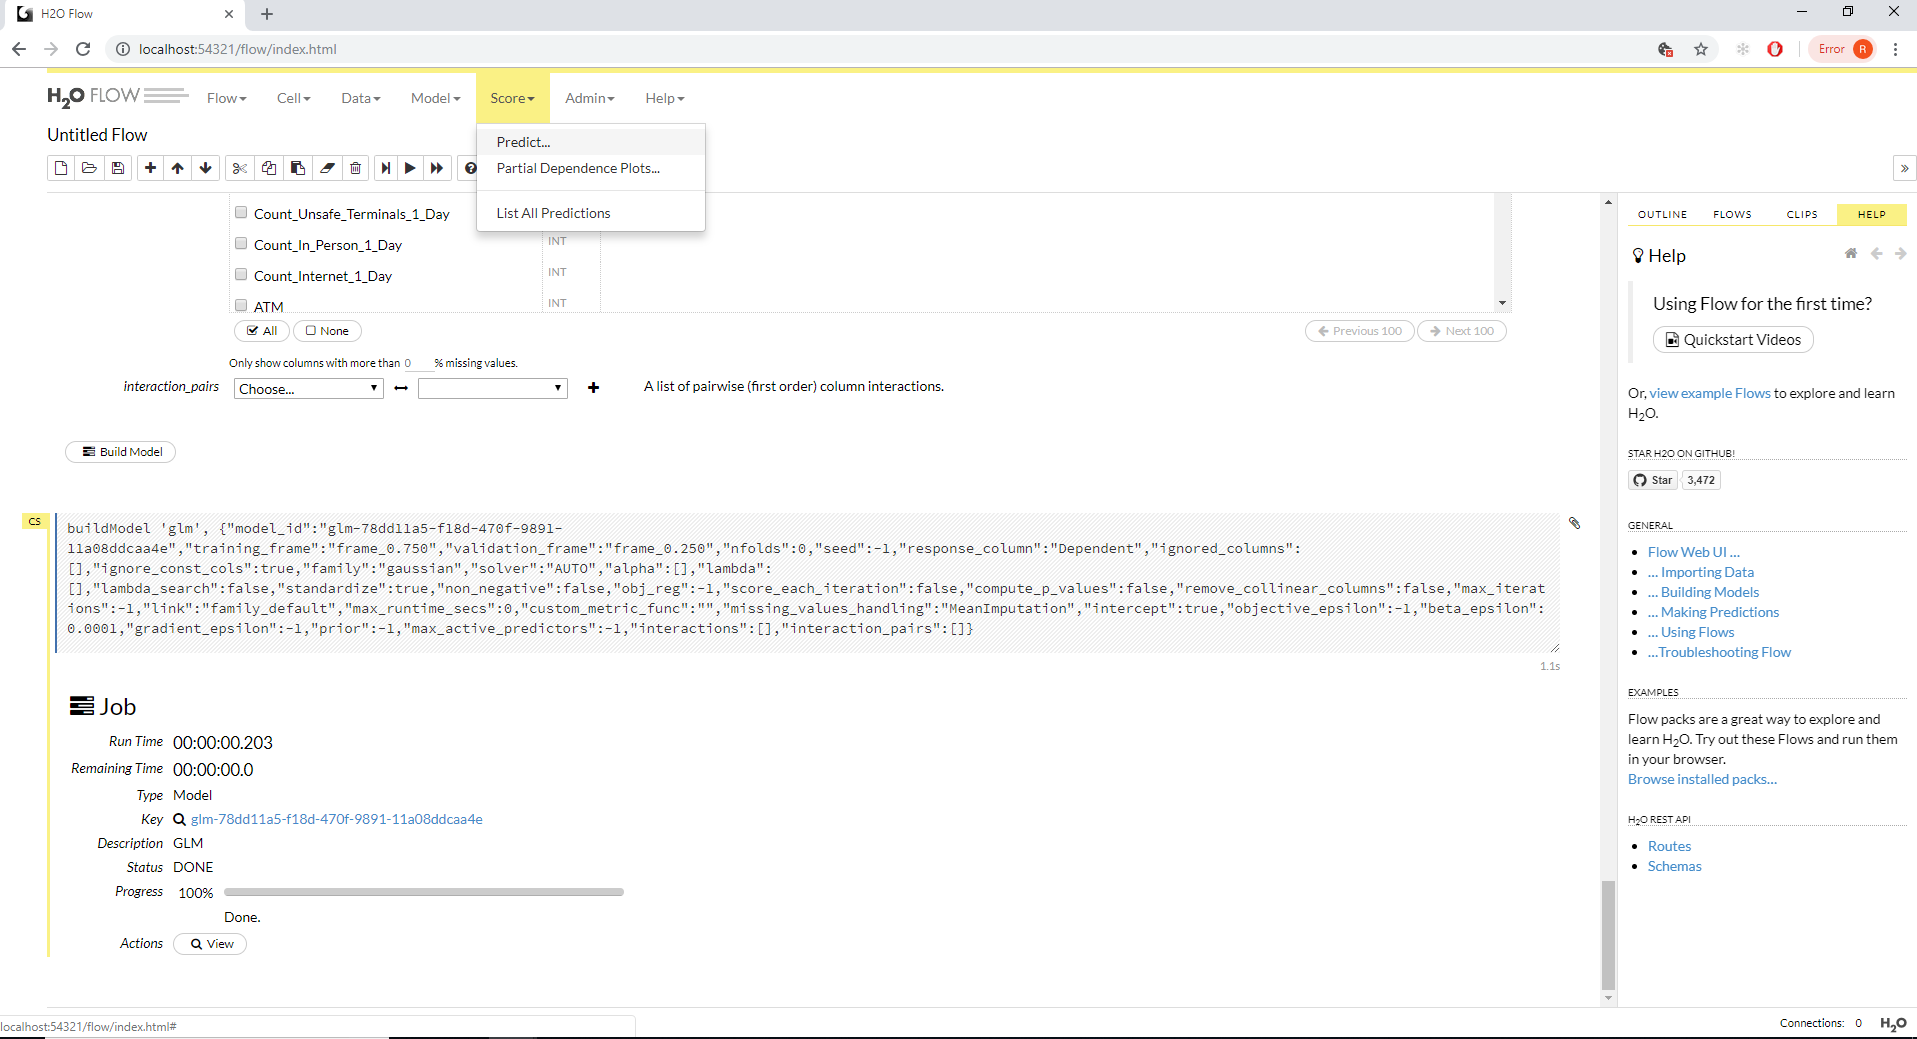 H2O Flow
localhost:54321/flow/index.html
Error R
H2O FLOW
Flow Cell Data Model Score Admin Help
Untitled Flow
Predict...
Partial Dependence Plots...
List All Predictions
Count_Unsafe_Terminals_1_Day
Count_In_Person_1_Day INT
Count_Internet_1_Day INT
ATM INT
All None Previous 100 Next 100
Only show columns with more than 0 % missing values.
interaction_pairs Choose... A list of pairwise (first order) column interactions.
Build Model
CS
buildModel 'glm', {"model_id":"glm-78dd11a5-f18d-470f-9891-
11a08ddcaa4e","training_frame":"frame_0.750","validation_frame":"frame_0.250","nfolds":0,"seed":-1,"response_column":"Dependent","ignored_columns":
[],"ignore_const_cols":true,"family":"gaussian","solver":"AUTO","alpha":[],"lambda":
[],"lambda_search":false,"standardize":true,"non_negative":false,"obj_reg":-1,"score_each_iteration":false,"compute_p_values":false,"remove_collinear_columns":false,"max_iterat
ions":-1,"link":"family_default","max_runtime_secs":0,"custom_metric_func":"","missing_values_handling":"MeanImputation","intercept":true,"objective_epsilon":-1,"beta_epsilon":
0.0001,"gradient_epsilon":-1,"prior":-1,"max_active_predictors":-1,"interactions":[],"interaction_pairs":[]}
1.1s
Job
Run Time 00:00:00.203
Remaining Time 00:00:00.0
Type Model
Key glm-78dd11a5-f18d-470f-9891-11a08ddcaa4e
Description GLM
Status DONE
Progress 100%
Done.
Actions View
OUTLINE FLOWS CLIPS HELP
Help
Using Flow for the first time?
Quickstart Videos
Or, view example Flows to explore and learn
H2O.
STAR H2O ON GITHUB!
Star 3,472
GENERAL
Flow Web UI ...
... Importing Data
... Building Models
... Making Predictions
... Using Flows
...Troubleshooting Flow
EXAMPLES
Flow packs are a great way to explore and
learn H2O. Try out these Flows and run them
in your browser.
Browse installed packs...
H2O REST API
Routes
Schemas
localhost:54321/flow/index.html#
Connections: 0 H2O